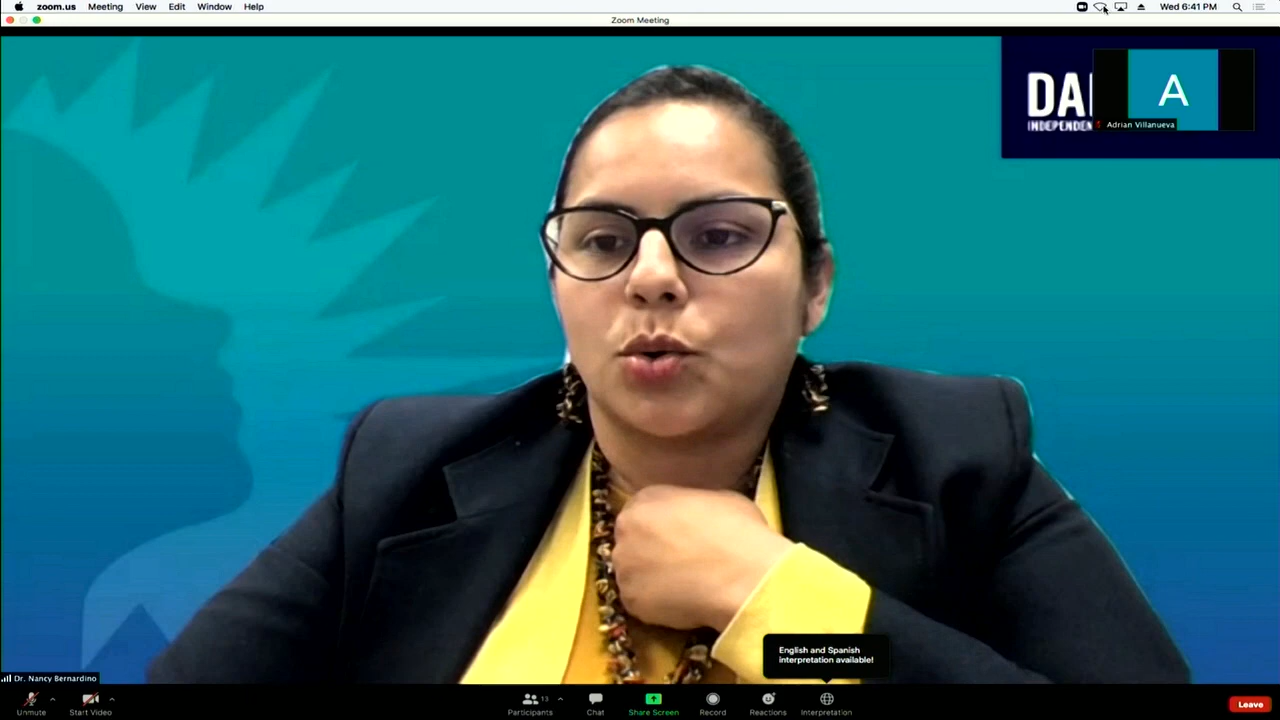 zoom.us Meeting View Edit Window Help
Wed 6:41 PM
Zoom Meeting
DA
INDEPENDEN
A
Adrian Villanueva
English and Spanish
interpretation available!
Dr. Nancy Bernardino
Unmute
Start Video
Participants
13
Chat
Share Screen
Record
Reactions
Interpretation
Leave